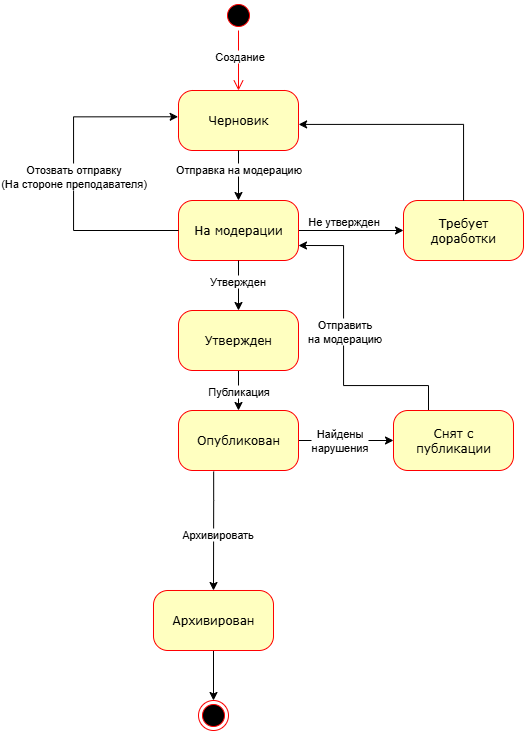 Создание
Черновик
Отозвать отправку
(На стороне преподавателя)
Отправка на модерацию
На модерации
Не утвержден
Требует
доработки
Утвержден
Утвержден
Отправить
на модерацию
Публикация
Опубликован
Найдены
нарушения
Снят с
публикации
Архивировать
Архивирован